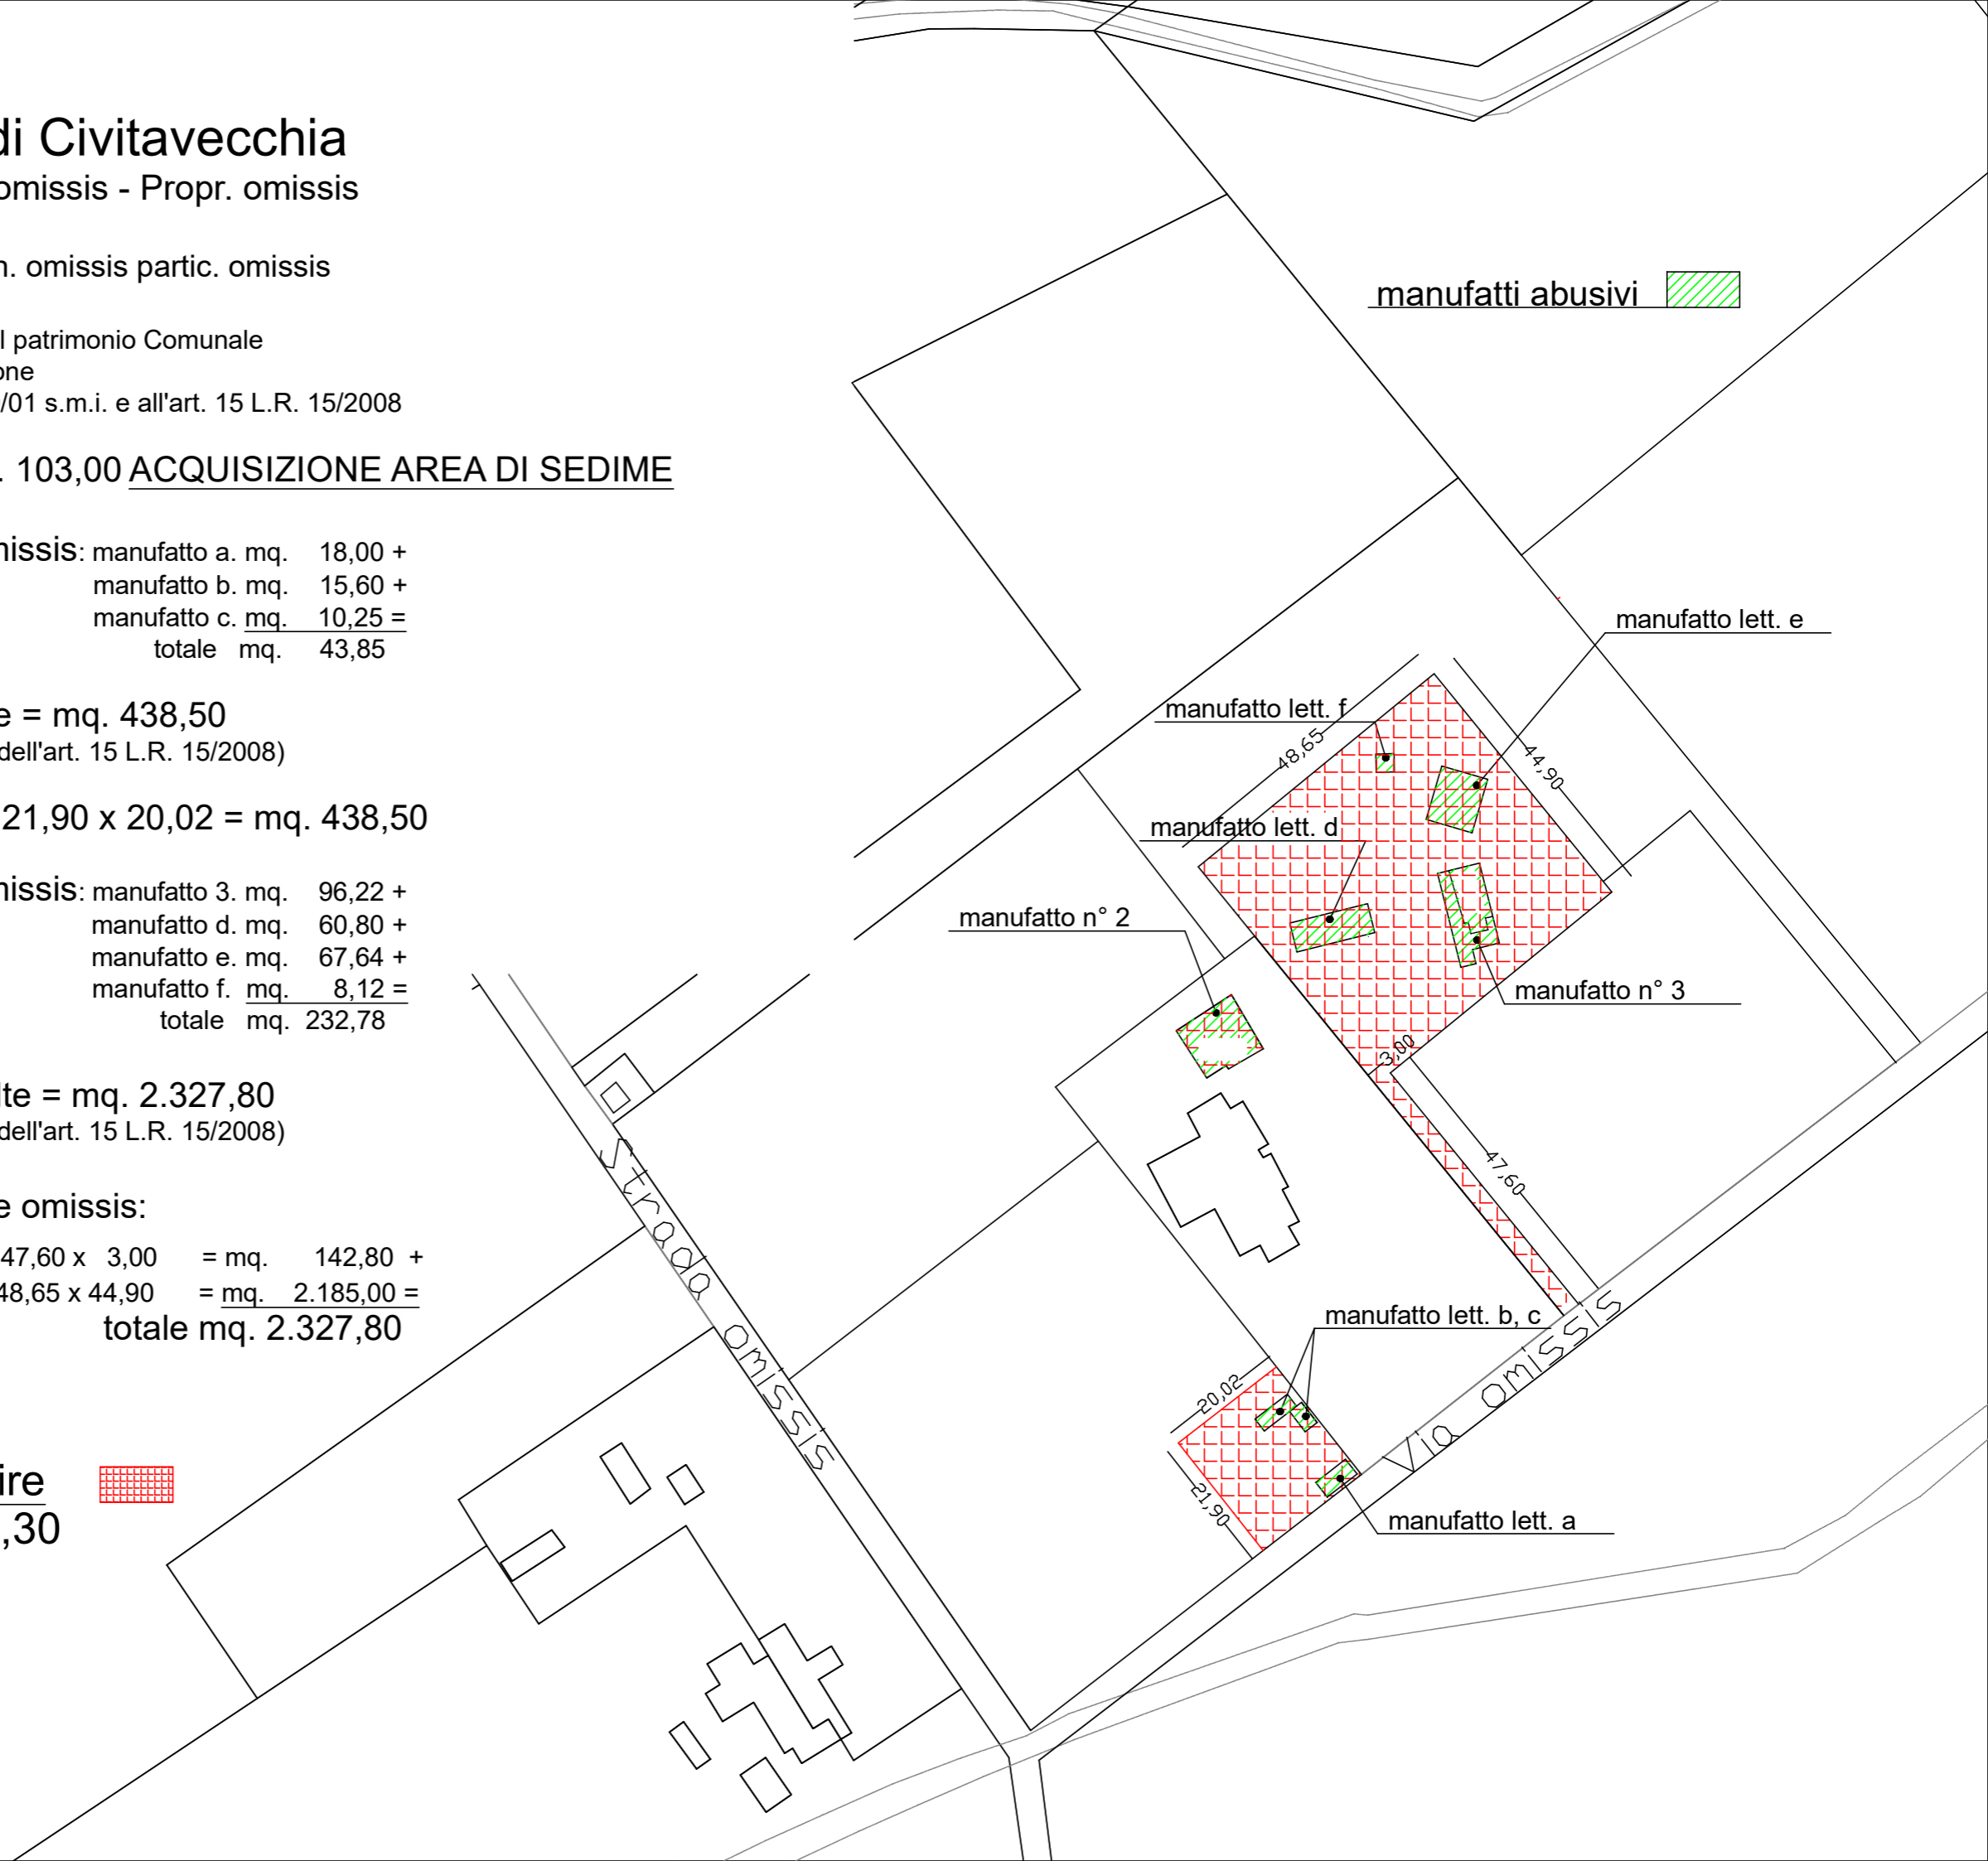 di Civitavecchia
omissis - Propr. omissis
n. omissis partic. omissis
l patrimonio Comunale
one
/01 s.m.i. e all'art. 15 L.R. 15/2008
. 103,00 ACQUISIZIONE AREA DI SEDIME
missis: manufatto a. mq. 18,00 +
manufatto b. mq. 15,60 +
manufatto c. mq. 10,25 =
totale mq. 43,85
e = mq. 438,50
dell'art. 15 L.R. 15/2008)
21,90 x 20,02 = mq. 438,50
missis: manufatto 3. mq. 96,22 +
manufatto d. mq. 60,80 +
manufatto e. mq. 67,64 +
manufatto f. mq. 8,12 =
totale mq. 232,78
lte = mq. 2.327,80
dell'art. 15 L.R. 15/2008)
e omissis:
47,60 x 3,00 = mq. 142,80 +
48,65 x 44,90 = mq. 2.185,00 =
totale mq. 2.327,80
ire
,30
manufatti abusivi
manufatto lett. e
manufatto lett. f
48,65
44,90
manufatto lett. d
manufatto n° 2
manufatto n° 3
3,00
47,60
Strada omissis
manufatto lett. b, c
20,02
Via omissis
21,90
manufatto lett. a